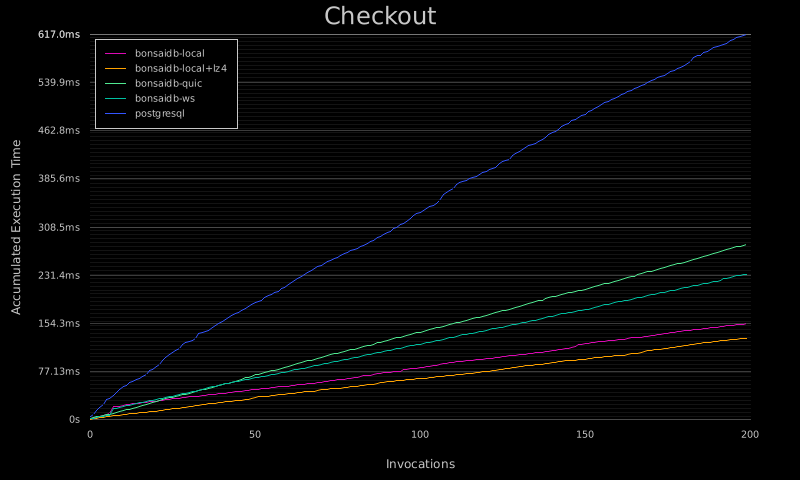 Checkout
617.0ms
539.9ms
462.8ms
385.6ms
308.5ms
231.4ms
154.3ms
77.13ms
0s
Accumulated Execution Time
bonsaidb-local
bonsaidb-local+lz4
bonsaidb-quic
bonsaidb-ws
postgresql
0
50
100
150
200
Invocations